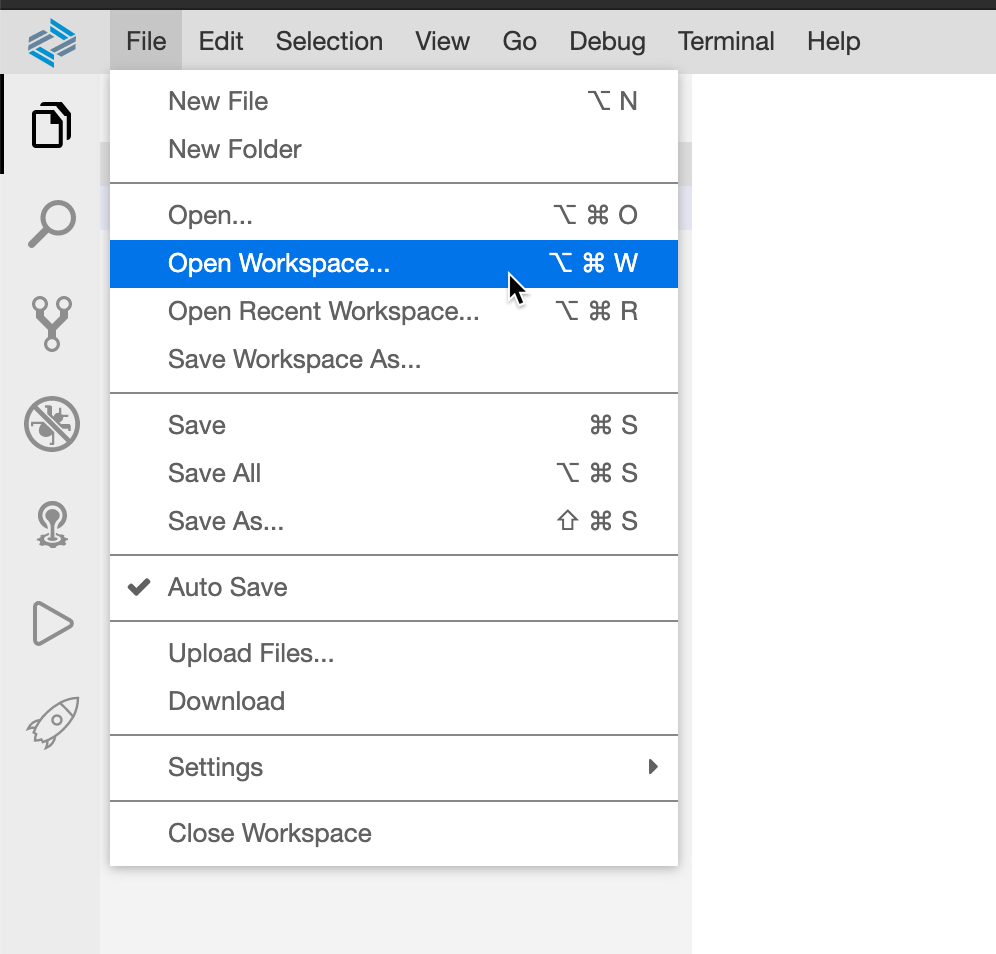 File Edit Selection View Go Debug Terminal Help
New File ⌥ N
New Folder
Open... ⌥ ⌘ O
Open Workspace... ⌥ ⌘ W
Open Recent Workspace... ⌥ ⌘ R
Save Workspace As...
Save ⌘ S
Save All ⌥ ⌘ S
Save As... ⇧ ⌘ S
Auto Save
Upload Files...
Download
Settings
Close Workspace